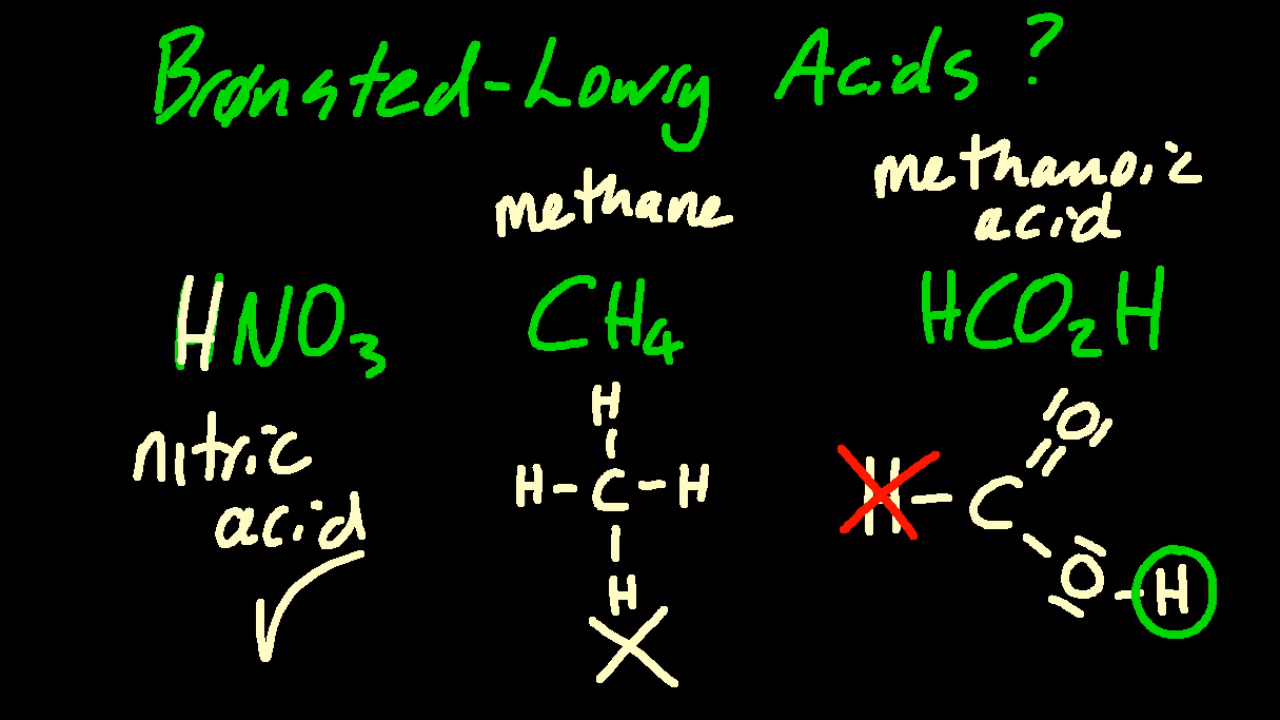 Brønsted-Lowry Acids?
methane
methanoic
acid
HNO₃
CH₄
HCO₂H
nitric
acid
H
H-C-H
H
H-C
O
O-H